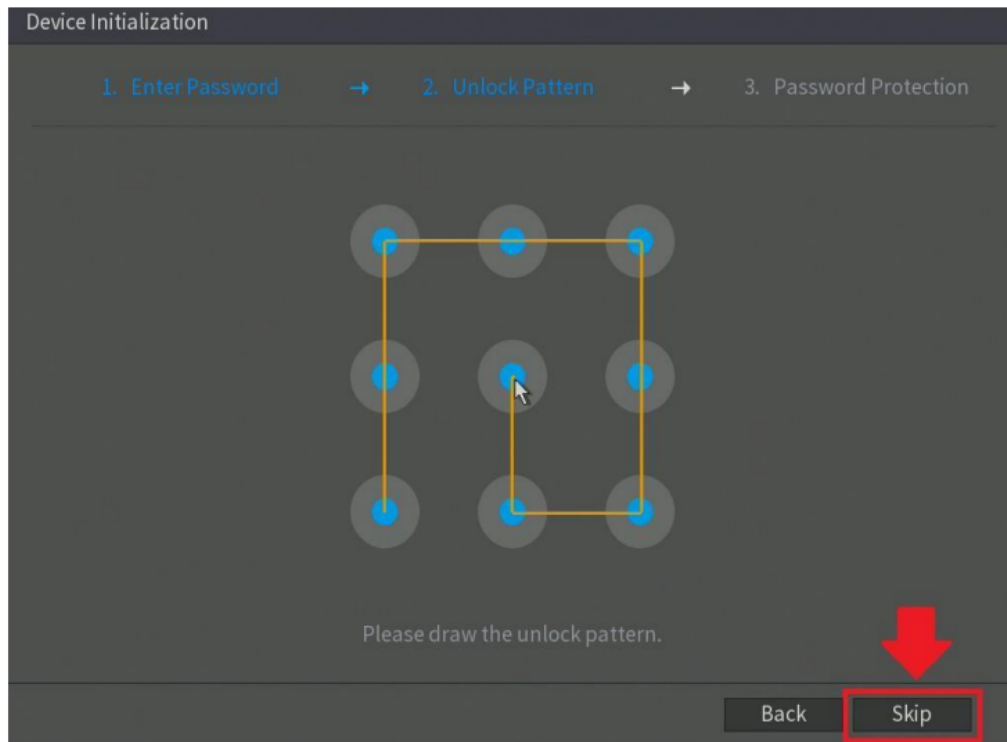 Device Initialization
1. Enter Password → 2. Unlock Pattern → 3. Password Protection
Please draw the unlock pattern.
Back Skip